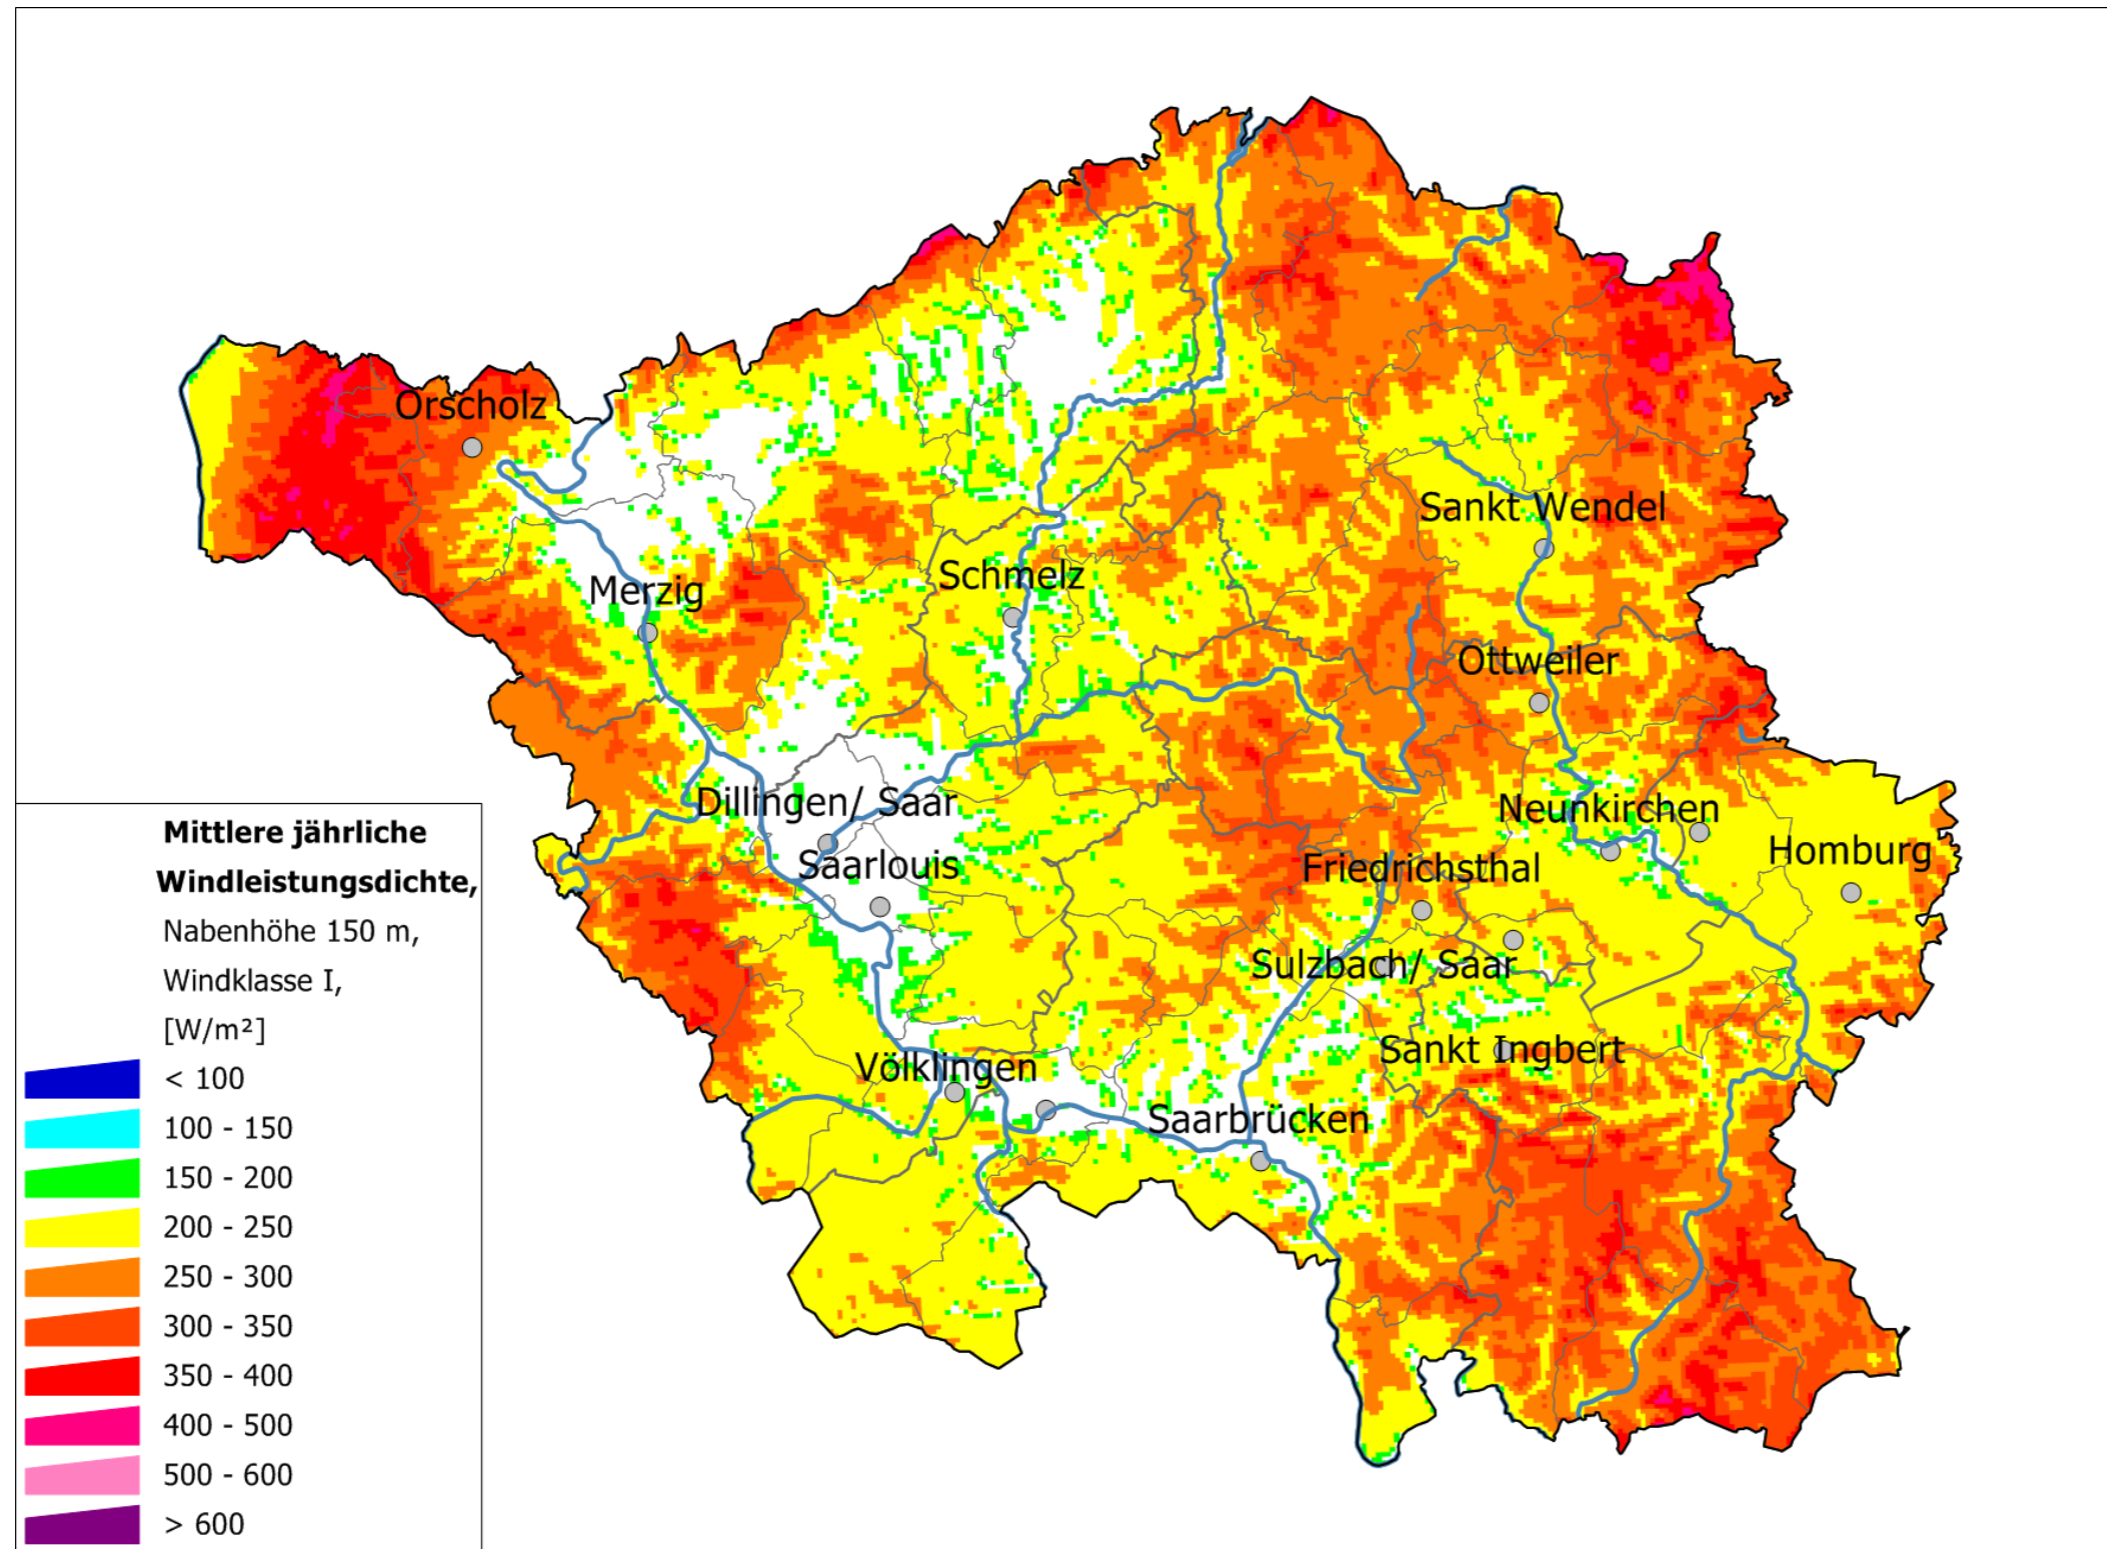 Orscholz
Sankt Wendel
Schmelz
Merzig
Ottweiler
Dillingen/ Saar
Neunkirchen
Saarlouis
Friedrichsthal
Homburg
Sulzbach/ Saar
Sankt Ingbert
Völklingen
Saarbrücken
Mittlere jährliche
Windleistungsdichte,
Nabenhöhe 150 m,
Windklasse I,
[W/m²]
< 100
100 - 150
150 - 200
200 - 250
250 - 300
300 - 350
350 - 400
400 - 500
500 - 600
> 600